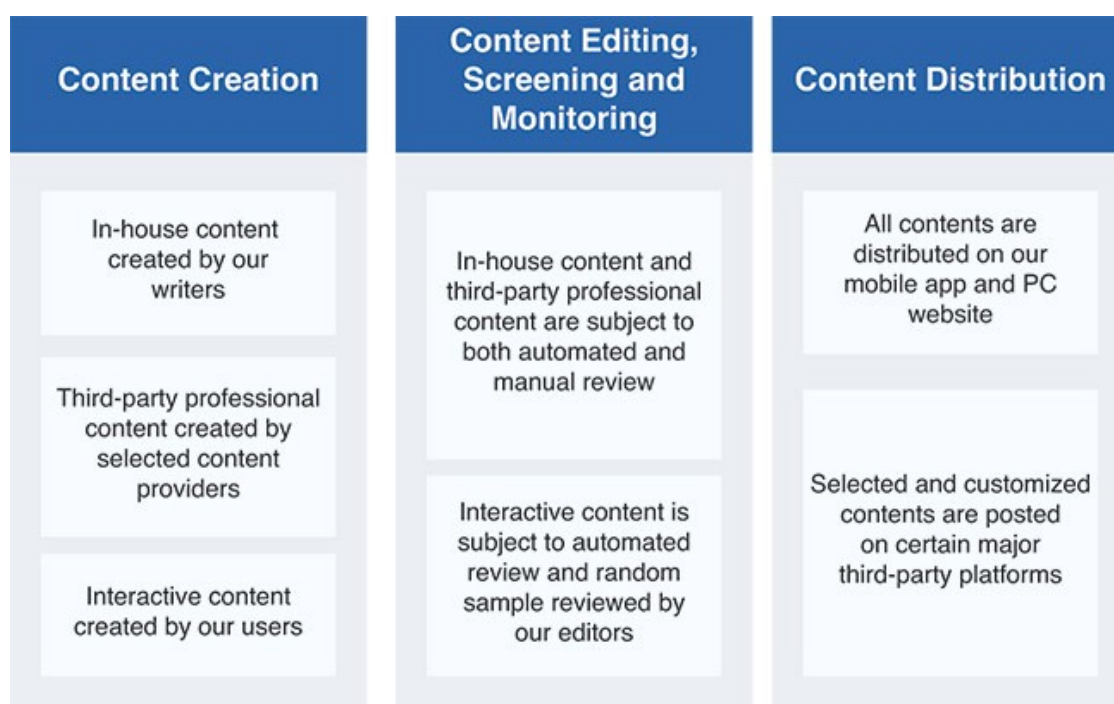 Content Creation
In-house content
created by our
writers
Third-party professional
content created by
selected content
providers
Interactive content
created by our users
Content Editing,
Screening and
Monitoring
In-house content and
third-party professional
content are subject to
both automated and
manual review
Interactive content is
subject to automated
review and random
sample reviewed by
our editors
Content Distribution
All contents are
distributed on our
mobile app and PC
website
Selected and customized
contents are posted
on certain major
third-party platforms